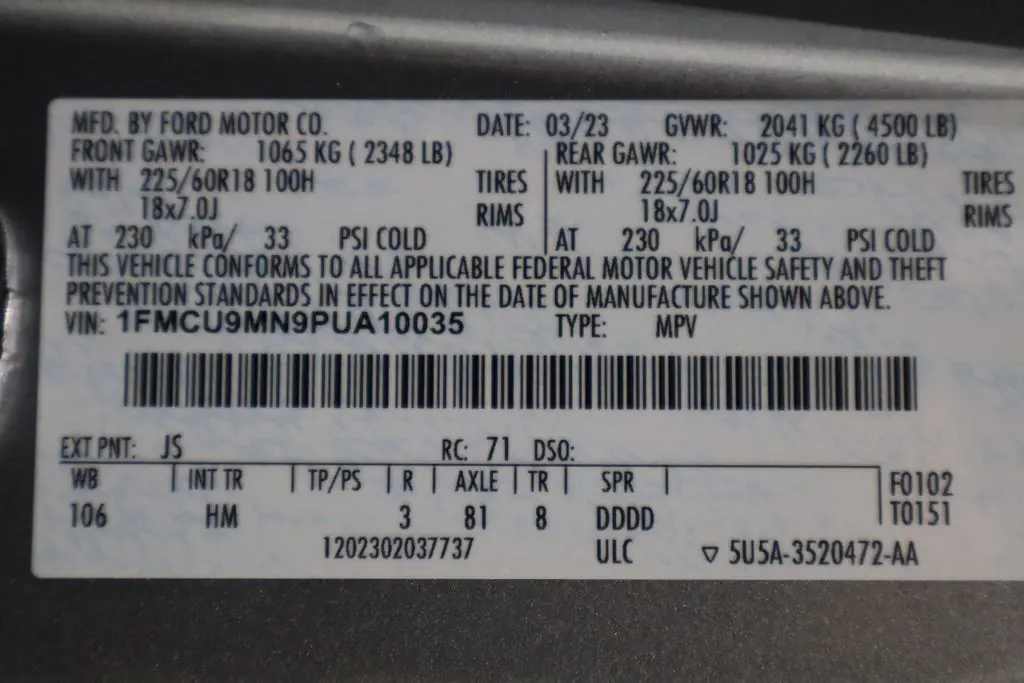 MFD. BY FORD MOTOR CO. DATE: 03/23 GVWR: 2041 KG ( 4500 LB)
FRONT GAWR: 1065 KG ( 2348 LB) REAR GAWR: 1025 KG ( 2260 LB)
WITH 225/60R18 100H TIRES WITH 225/60R18 100H TIRES
18x7.0J RIMS 18x7.0J RIMS
AT 230 kPa/ 33 PSI COLD AT 230 kPa/ 33 PSI COLD
THIS VEHICLE CONFORMS TO ALL APPLICABLE FEDERAL MOTOR VEHICLE SAFETY AND THEFT
PREVENTION STANDARDS IN EFFECT ON THE DATE OF MANUFACTURE SHOWN ABOVE.
VIN: 1FMCU9MN9PUA10035 TYPE: MPV
EXT PNT: JS RC: 71 DSO:
WB INT TR TP/PS R AXLE TR SPR F0102
106 HM 3 81 8 DDDD T0151
1202302037737 ULC ▽ 5U5A-3520472-AA